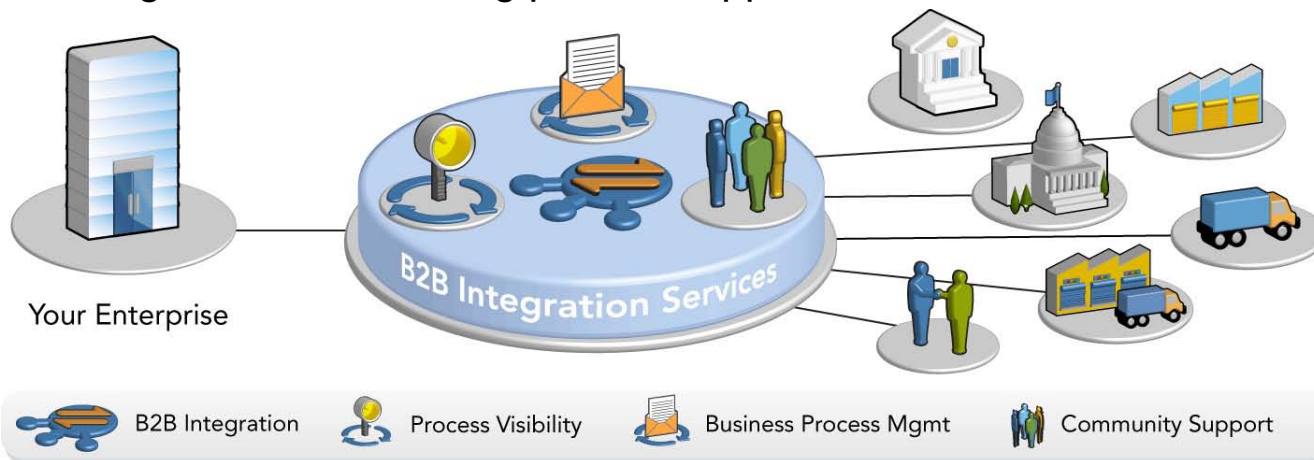 B2B Integration Services
Your Enterprise
B2B Integration
Process Visibility
Business Process Mgmt
Community Support